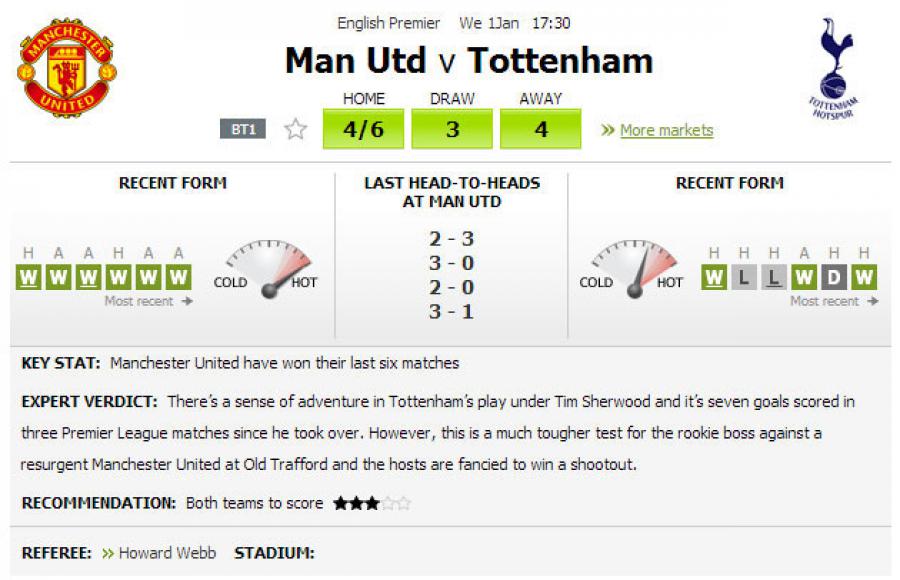 MANCHESTER
UNITED
English Premier We 1Jan 17:30
Man Utd v Tottenham
TOTTENHAM
HOTSPUR
HOME DRAW AWAY
BT1 4/6 3 4 » More markets
RECENT FORM
LAST HEAD-TO-HEADS
AT MAN UTD
RECENT FORM
H A A H A A
W W W W W W
COLD HOT
Most recent
2 - 3
3 - 0
2 - 0
3 - 1
COLD HOT
H H H A H H
W L L W D W
Most recent
KEY STAT: Manchester United have won their last six matches
EXPERT VERDICT: There's a sense of adventure in Tottenham's play under Tim Sherwood and it's seven goals scored in
three Premier League matches since he took over. However, this is a much tougher test for the rookie boss against a
resurgent Manchester United at Old Trafford and the hosts are fancied to win a shootout.
RECOMMENDATION: Both teams to score
REFEREE: » Howard Webb STADIUM: